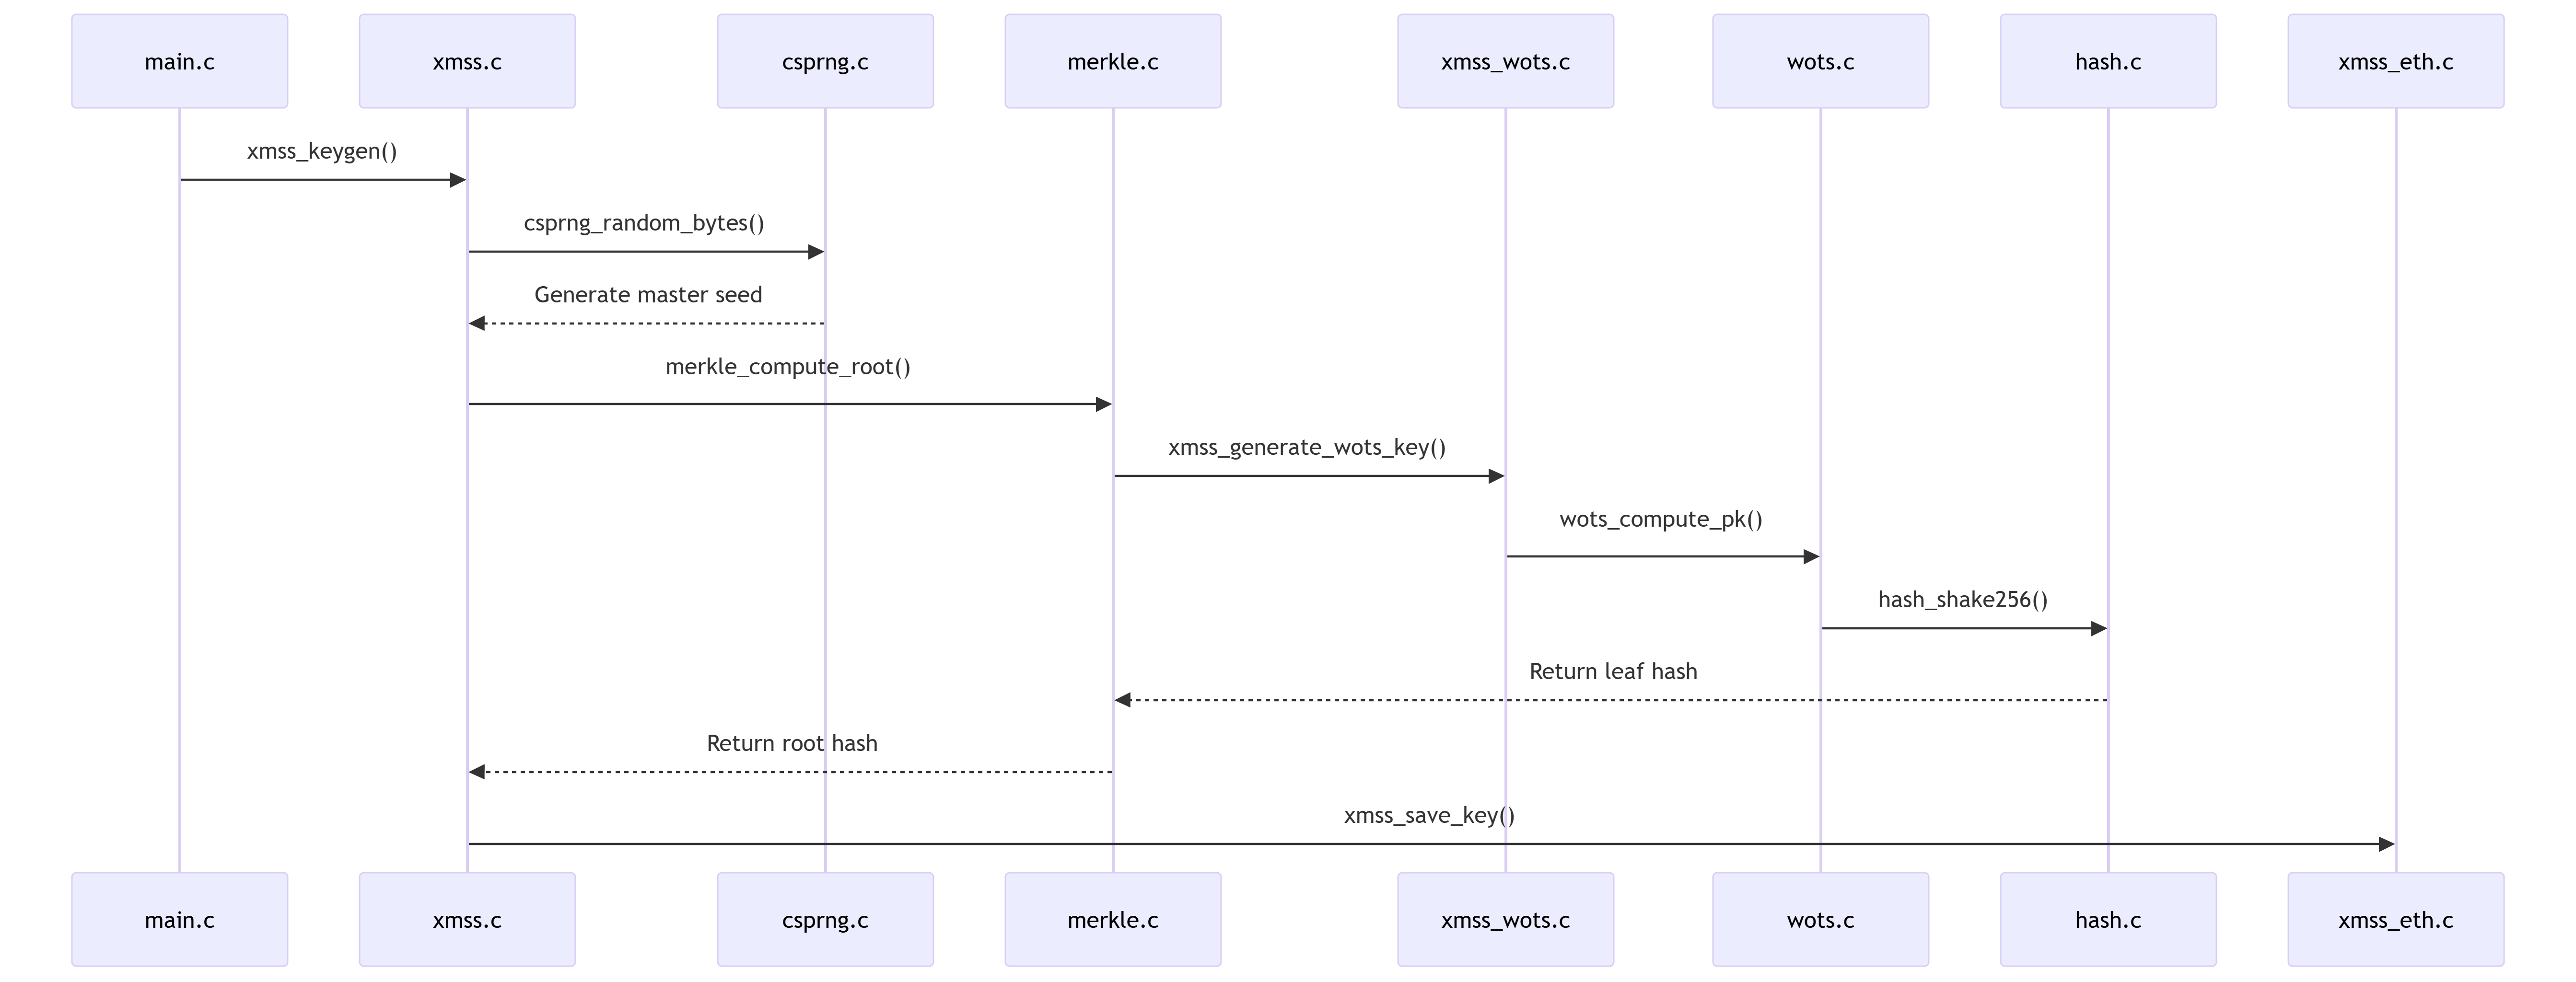 main.c
xmss.c
csprng.c
merkle.c
xmss_wots.c
wots.c
hash.c
xmss_eth.c
xmss_keygen()
csprng_random_bytes()
Generate master seed
merkle_compute_root()
xmss_generate_wots_key()
wots_compute_pk()
hash_shake256()
Return leaf hash
Return root hash
xmss_save_key()
main.c
xmss.c
csprng.c
merkle.c
xmss_wots.c
wots.c
hash.c
xmss_eth.c